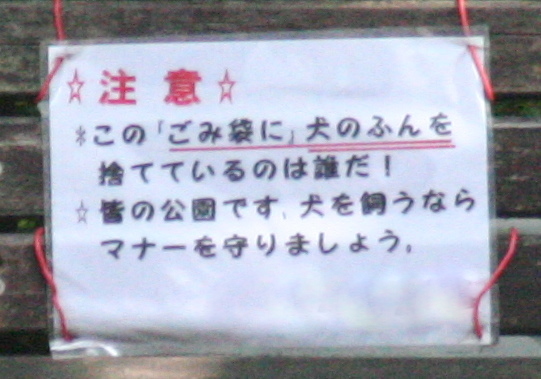 ☆注意☆
*この「ごみ袋に」犬のふんを
捨てているのは誰だ！
☆皆の公園です、犬を飼うなら
マナーを守りましょう。